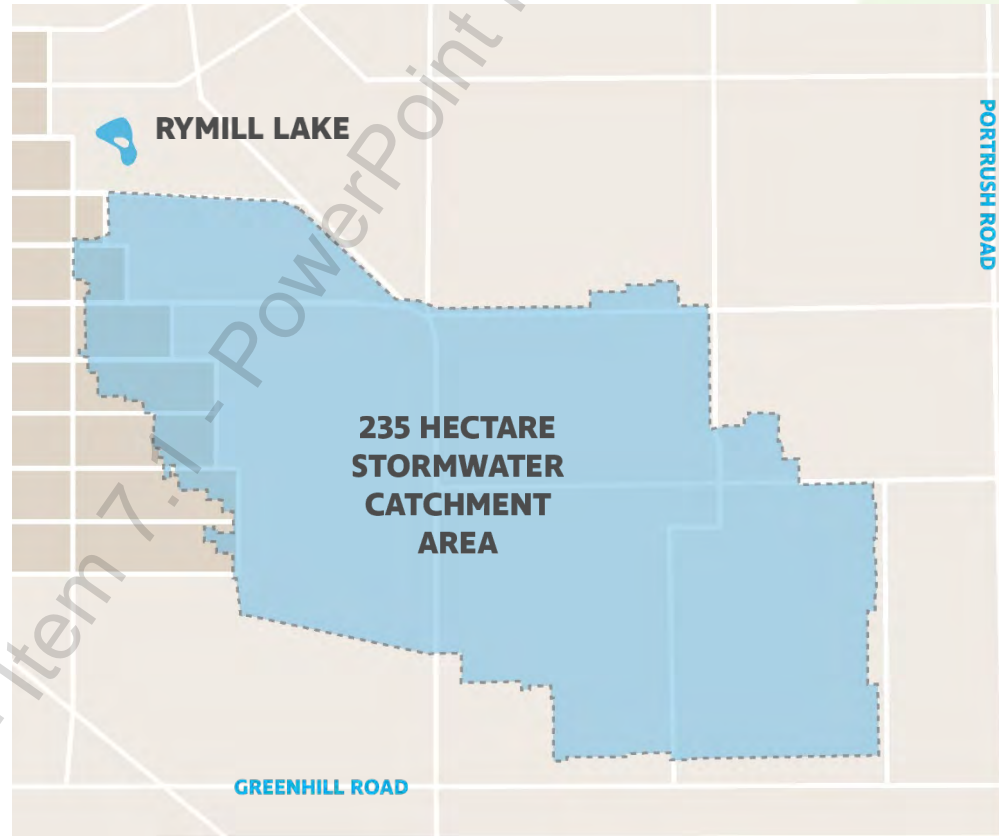 RYMILL LAKE
PORTRUSH ROAD
235 HECTARE
STORMWATER
CATCHMENT
AREA
GREENHILL ROAD
Item 7.1 - PowerPoint